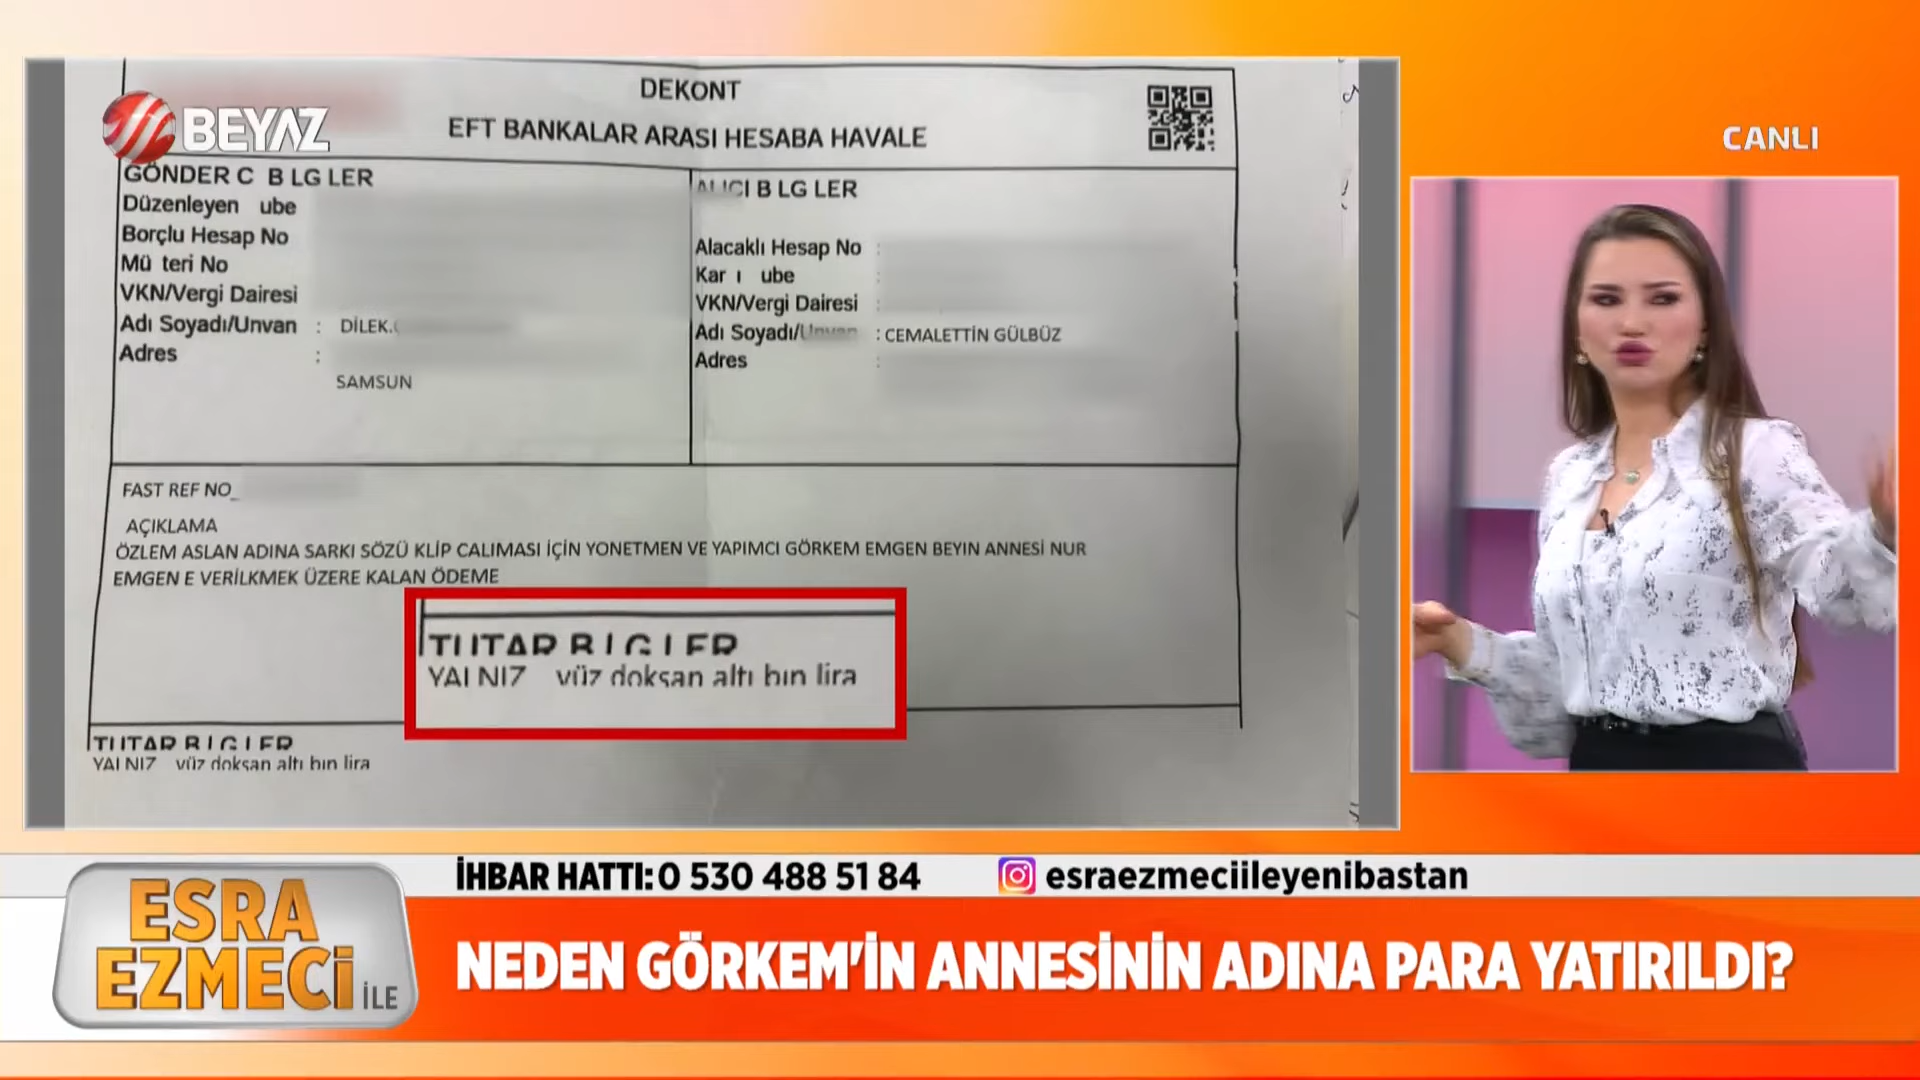 DEKONT
EFT BANKALAR ARASI HESABA HAVALE
BEYAZ
CANLI
GÖNDER C B LG LER
Düzenleyen ube
Borçlu Hesap No
Mü teri No
VKN/Vergi Dairesi
Adı Soyadı/Unvan : DİLEK.
Adres :
SAMSUN
ALICI B LG LER
Alacaklı Hesap No :
Kar ı ube :
VKN/Vergi Dairesi :
Adı Soyadı/Unvan : CEMALETTİN GÜLBÜZ
Adres :
FAST REF NO_
AÇIKLAMA
ÖZLEM ASLAN ADINA SARKI SÖZÜ KLİP CALIMASI İÇİN YONETMEN VE YAPIMCI GÖRKEM EMGEN BEYIN ANNESİ NUR
EMGEN E VERİLKMEK ÜZERE KALAN ÖDEME
TUTAR B LG LER
YALNIZ yüz doksan altı bin lira
TUTAR B LG LER
YALNIZ yüz doksan altı bin lira
İHBAR HATTI: 0 530 488 51 84
esraezmeciileyenibastan
ESRA
EZMECİ İLE
NEDEN GÖRKEM'İN ANNESİNİN ADINA PARA YATIRILDI?